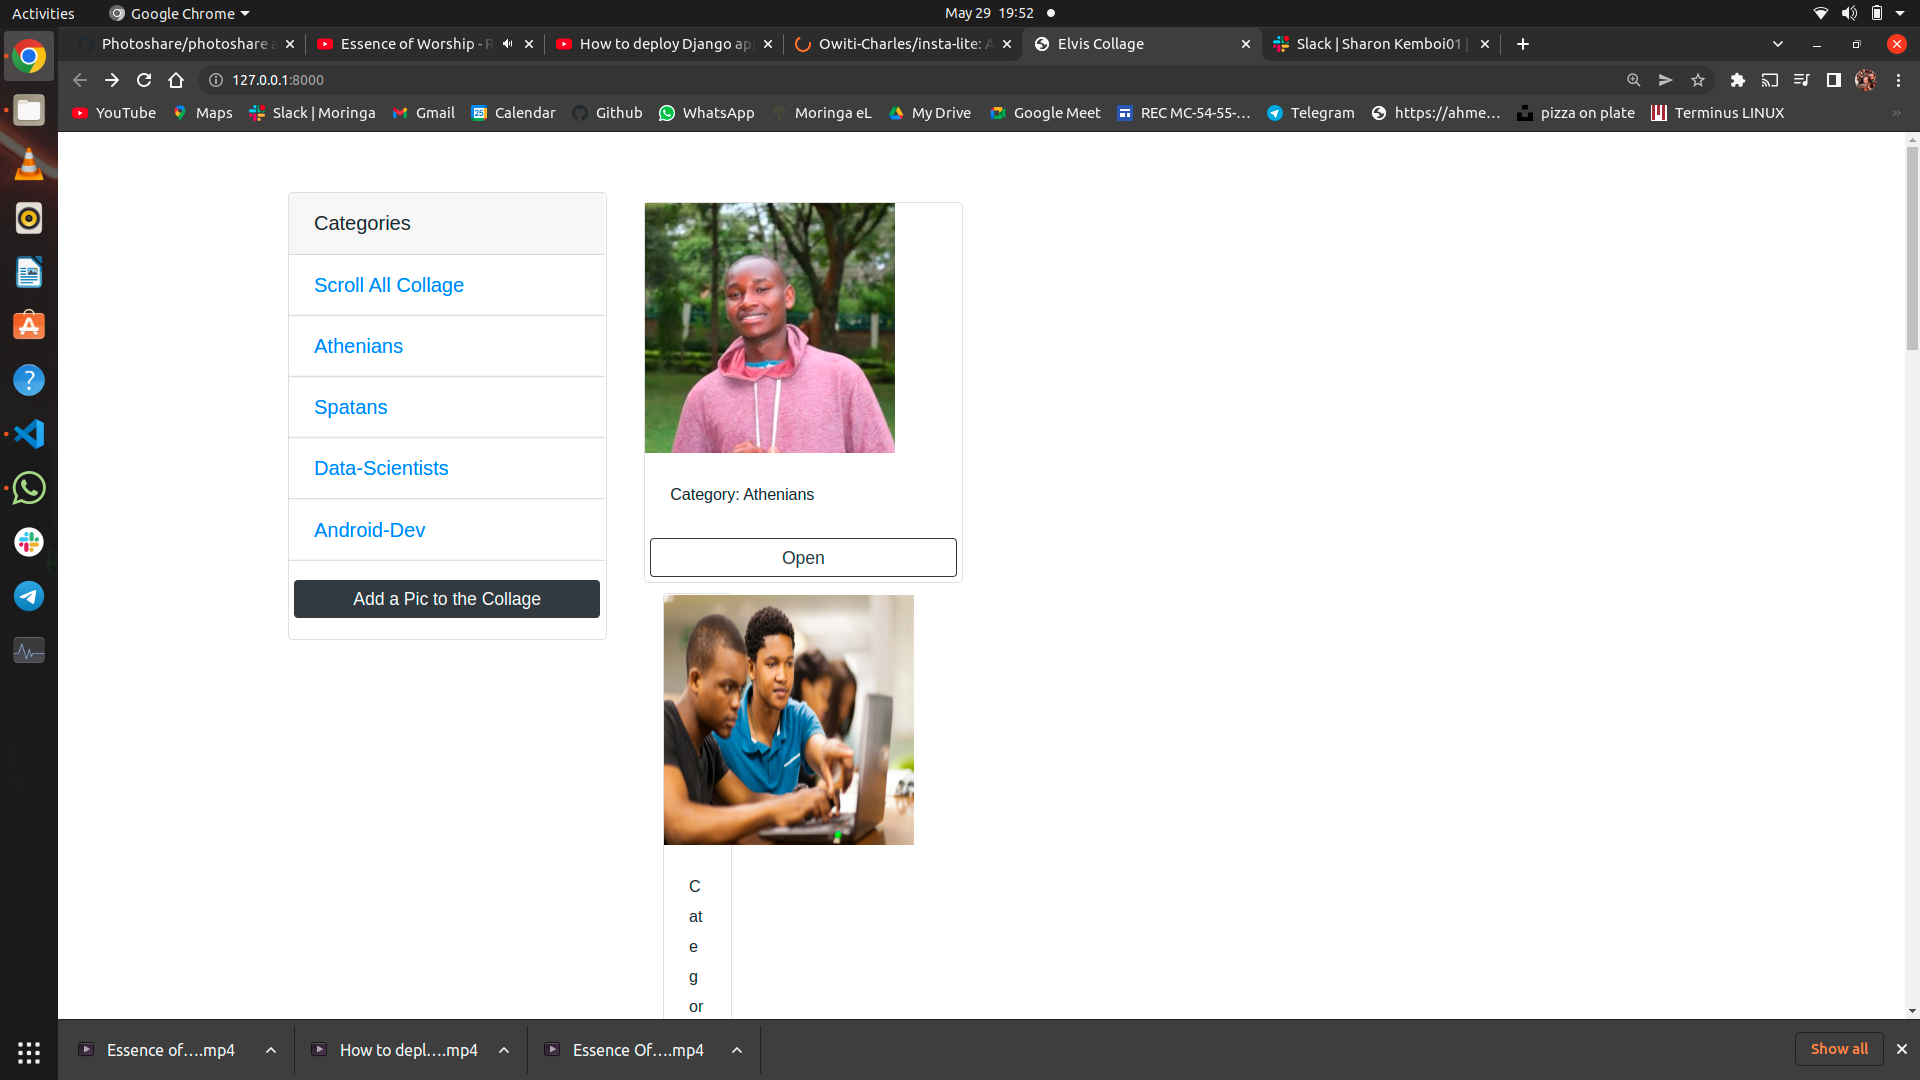 Activities Google Chrome May 29 19:52
Photoshare/photoshare a Essence of Worship - R How to deploy Django ap Owiti-Charles/insta-lite: A Elvis Collage Slack | Sharon Kemboi01 |
127.0.0.1:8000
YouTube Maps Slack | Moringa Gmail Calendar Github WhatsApp Moringa eL My Drive Google Meet REC MC-54-55-... Telegram https://ahme... pizza on plate Terminus LINUX
Categories
Scroll All Collage
Athenians
Spatans
Data-Scientists
Android-Dev
Add a Pic to the Collage
Category: Athenians
Open
C
at
e
g
or
Essence of....mp4 How to depl....mp4 Essence Of....mp4 Show all